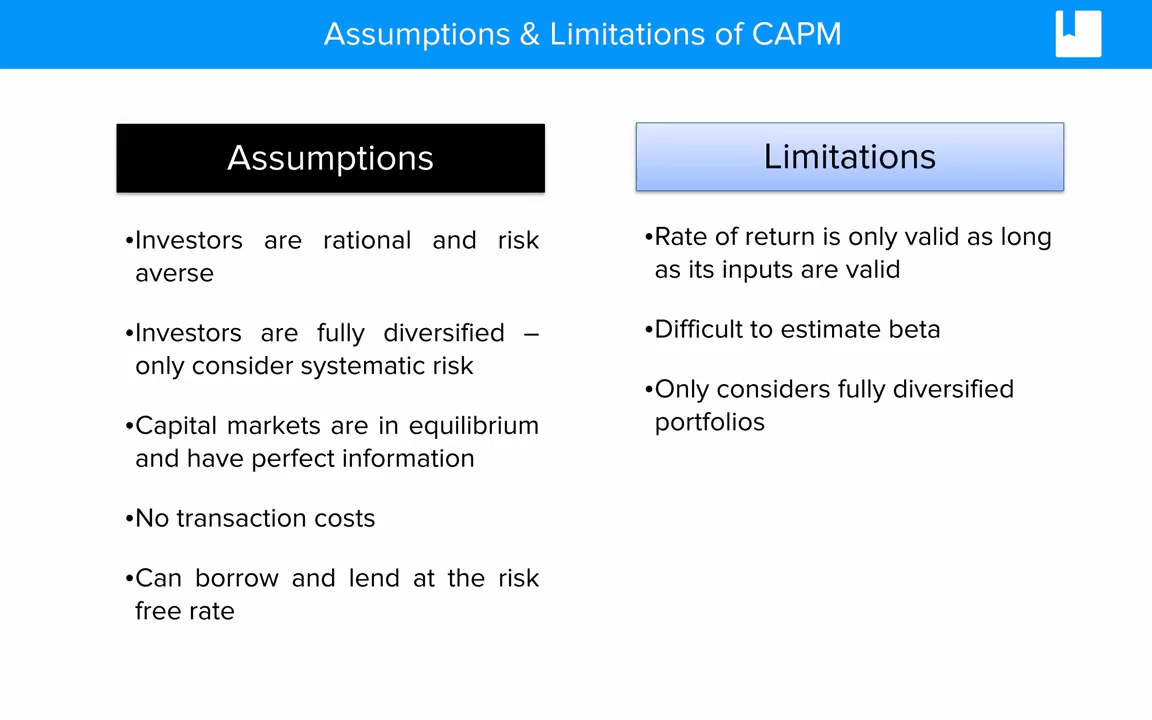 Assumptions & Limitations of CAPM
Assumptions
•Investors are rational and risk
averse
•Investors are fully diversified –
only consider systematic risk
•Capital markets are in equilibrium
and have perfect information
•No transaction costs
•Can borrow and lend at the risk
free rate
Limitations
•Rate of return is only valid as long
as its inputs are valid
•Difficult to estimate beta
•Only considers fully diversified
portfolios